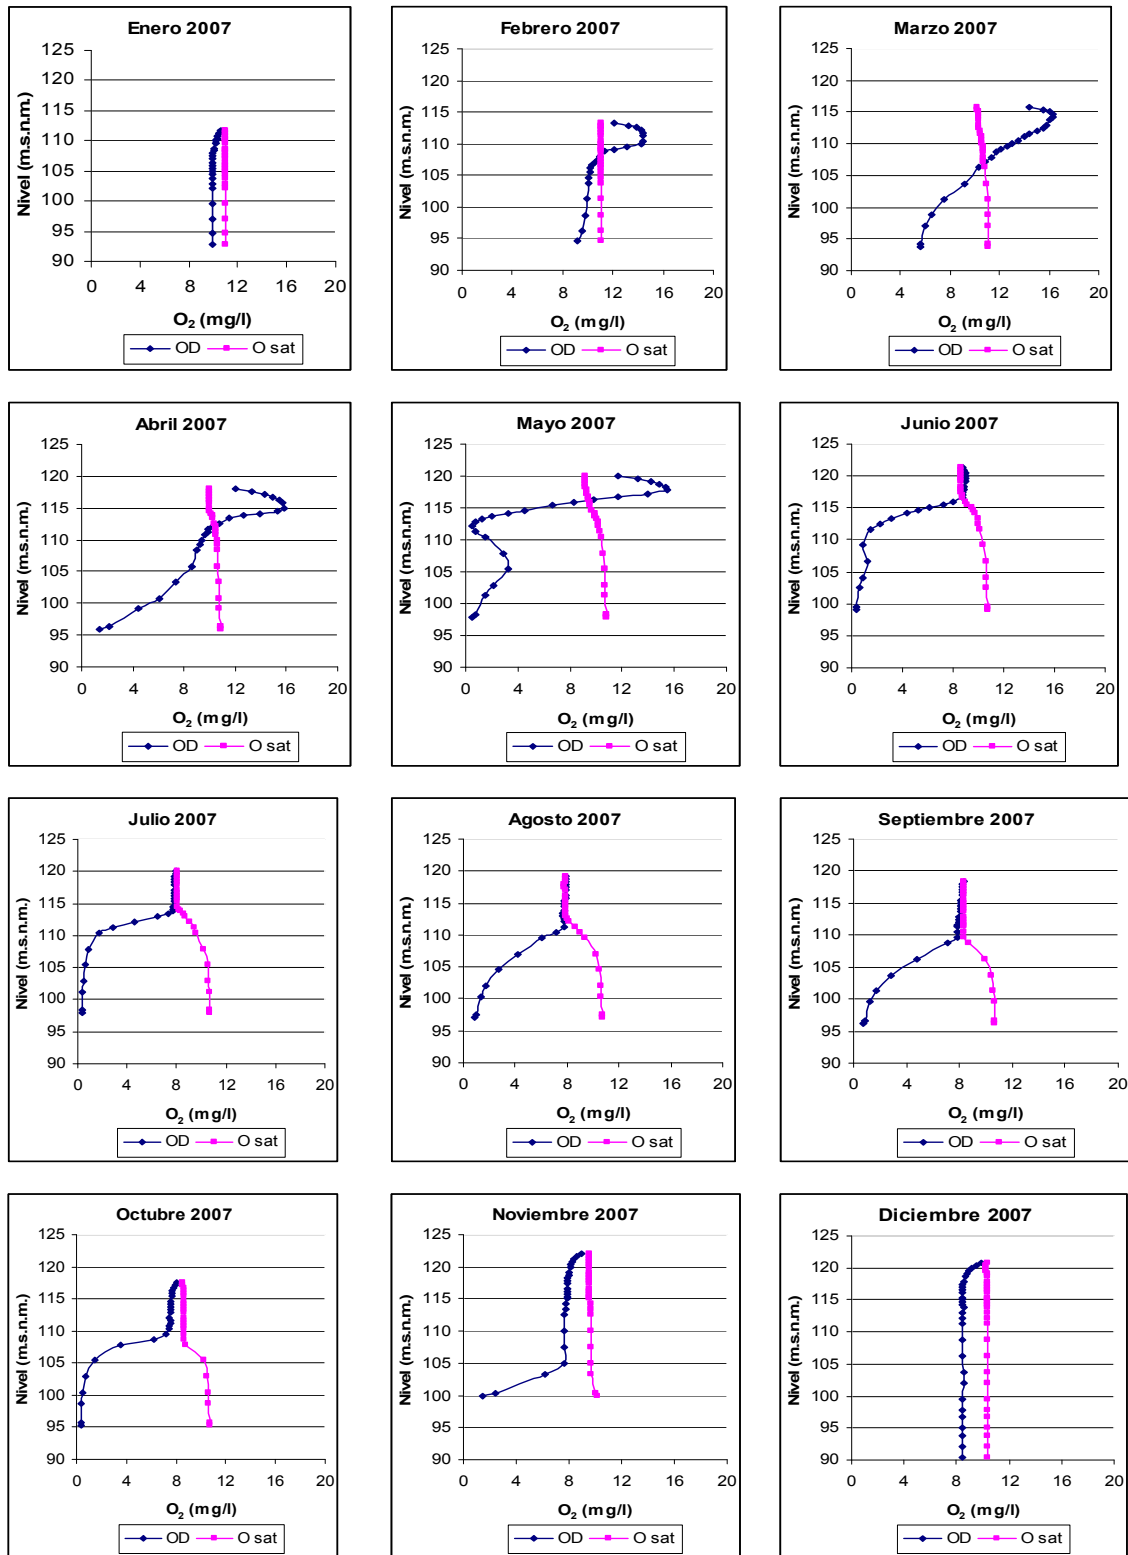 Enero 2007
Nivel (m.s.n.m.)
125
120
115
110
105
100
95
90
0 4 8 12 16 20
O₂ (mg/l)
OD O sat
Febrero 2007
Nivel (m.s.n.m.)
125
120
115
110
105
100
95
90
0 4 8 12 16 20
O₂ (mg/l)
OD O sat
Marzo 2007
Nivel (m.s.n.m.)
125
120
115
110
105
100
95
90
0 4 8 12 16 20
O₂ (mg/l)
OD O sat
Abril 2007
Nivel (m.s.n.m.)
125
120
115
110
105
100
95
90
0 4 8 12 16 20
O₂ (mg/l)
OD O sat
Mayo 2007
Nivel (m.s.n.m.)
125
120
115
110
105
100
95
90
0 4 8 12 16 20
O₂ (mg/l)
OD O sat
Junio 2007
Nivel (m.s.n.m.)
125
120
115
110
105
100
95
90
0 4 8 12 16 20
O₂ (mg/l)
OD O sat
Julio 2007
Nivel (m.s.n.m.)
125
120
115
110
105
100
95
90
0 4 8 12 16 20
O₂ (mg/l)
OD O sat
Agosto 2007
Nivel (m.s.n.m.)
125
120
115
110
105
100
95
90
0 4 8 12 16 20
O₂ (mg/l)
OD O sat
Septiembre 2007
Nivel (m.s.n.m.)
125
120
115
110
105
100
95
90
0 4 8 12 16 20
O₂ (mg/l)
OD O sat
Octubre 2007
Nivel (m.s.n.m.)
125
120
115
110
105
100
95
90
0 4 8 12 16 20
O₂ (mg/l)
OD O sat
Noviembre 2007
Nivel (m.s.n.m.)
125
120
115
110
105
100
95
90
0 4 8 12 16 20
O₂ (mg/l)
OD O sat
Diciembre 2007
Nivel (m.s.n.m.)
125
120
115
110
105
100
95
90
0 4 8 12 16 20
O₂ (mg/l)
OD O sat